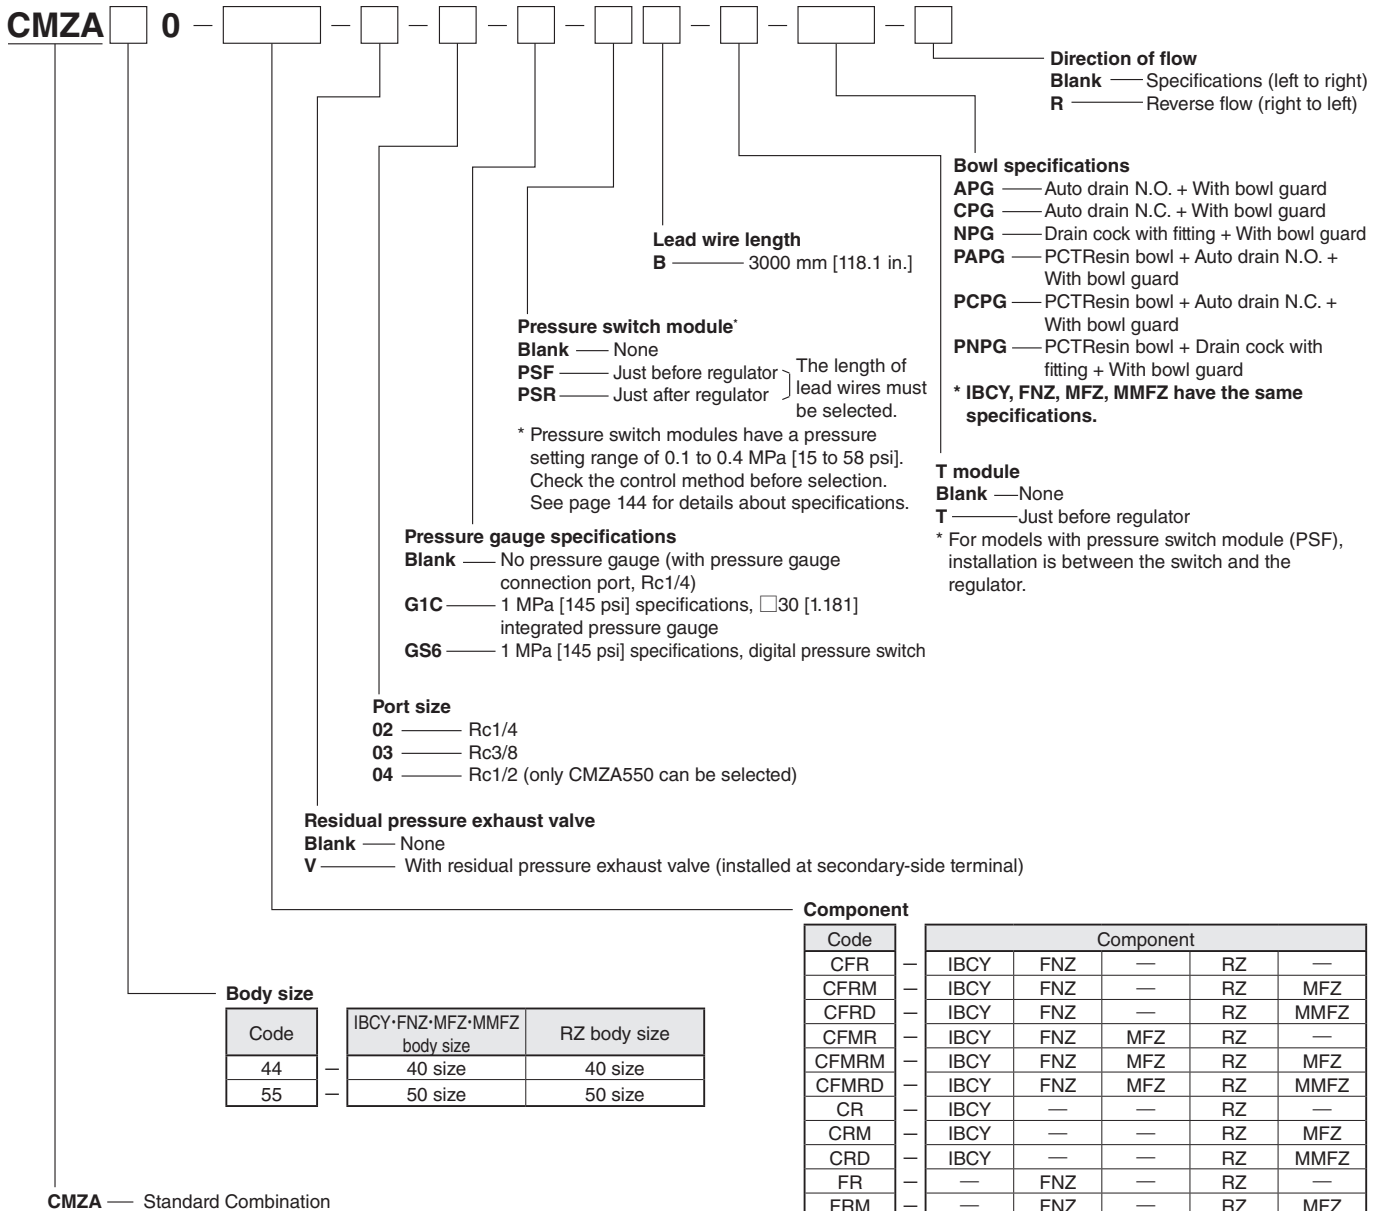 CMZA□ 0 – □ – □ – □ – □ – □ □ – □ – □ – □
Direction of flow
Blank — Specifications (left to right)
R — Reverse flow (right to left)
Bowl specifications
APG — Auto drain N.O. + With bowl guard
CPG — Auto drain N.C. + With bowl guard
NPG — Drain cock with fitting + With bowl guard
PAPG — PCTResin bowl + Auto drain N.O. +
With bowl guard
PCPG — PCTResin bowl + Auto drain N.C. +
With bowl guard
PNPG — PCTResin bowl + Drain cock with
fitting + With bowl guard
* IBCY, FNZ, MFZ, MMFZ have the same
specifications.
Lead wire length
B — 3000 mm [118.1 in.]
Pressure switch module*
Blank — None
PSF — Just before regulator
PSR — Just after regulator
The length of
lead wires must
be selected.
* Pressure switch modules have a pressure
setting range of 0.1 to 0.4 MPa [15 to 58 psi].
Check the control method before selection.
See page 144 for details about specifications.
T module
Blank — None
T — Just before regulator
* For models with pressure switch module (PSF),
installation is between the switch and the
regulator.
Pressure gauge specifications
Blank — No pressure gauge (with pressure gauge
connection port, Rc1/4)
G1C — 1 MPa [145 psi] specifications, □30 [1.181]
integrated pressure gauge
GS6 — 1 MPa [145 psi] specifications, digital pressure switch
Port size
02 — Rc1/4
03 — Rc3/8
04 — Rc1/2 (only CMZA550 can be selected)
Residual pressure exhaust valve
Blank — None
V — With residual pressure exhaust valve (installed at secondary-side terminal)
Component
Code Component
CFR – IBCY FNZ — RZ —
CFRM – IBCY FNZ — RZ MFZ
CFRD – IBCY FNZ — RZ MMFZ
CFMR – IBCY FNZ MFZ RZ —
CFMRM – IBCY FNZ MFZ RZ MFZ
CFMRD – IBCY FNZ MFZ RZ MMFZ
CR – IBCY — — RZ —
CRM – IBCY — — RZ MFZ
CRD – IBCY — — RZ MMFZ
FR – — FNZ — RZ —
FRM – — FNZ — RZ MFZ
Body size
Code IBCY・FNZ・MFZ・MMFZ
body size RZ body size
44 – 40 size 40 size
55 – 50 size 50 size
CMZA — Standard Combination